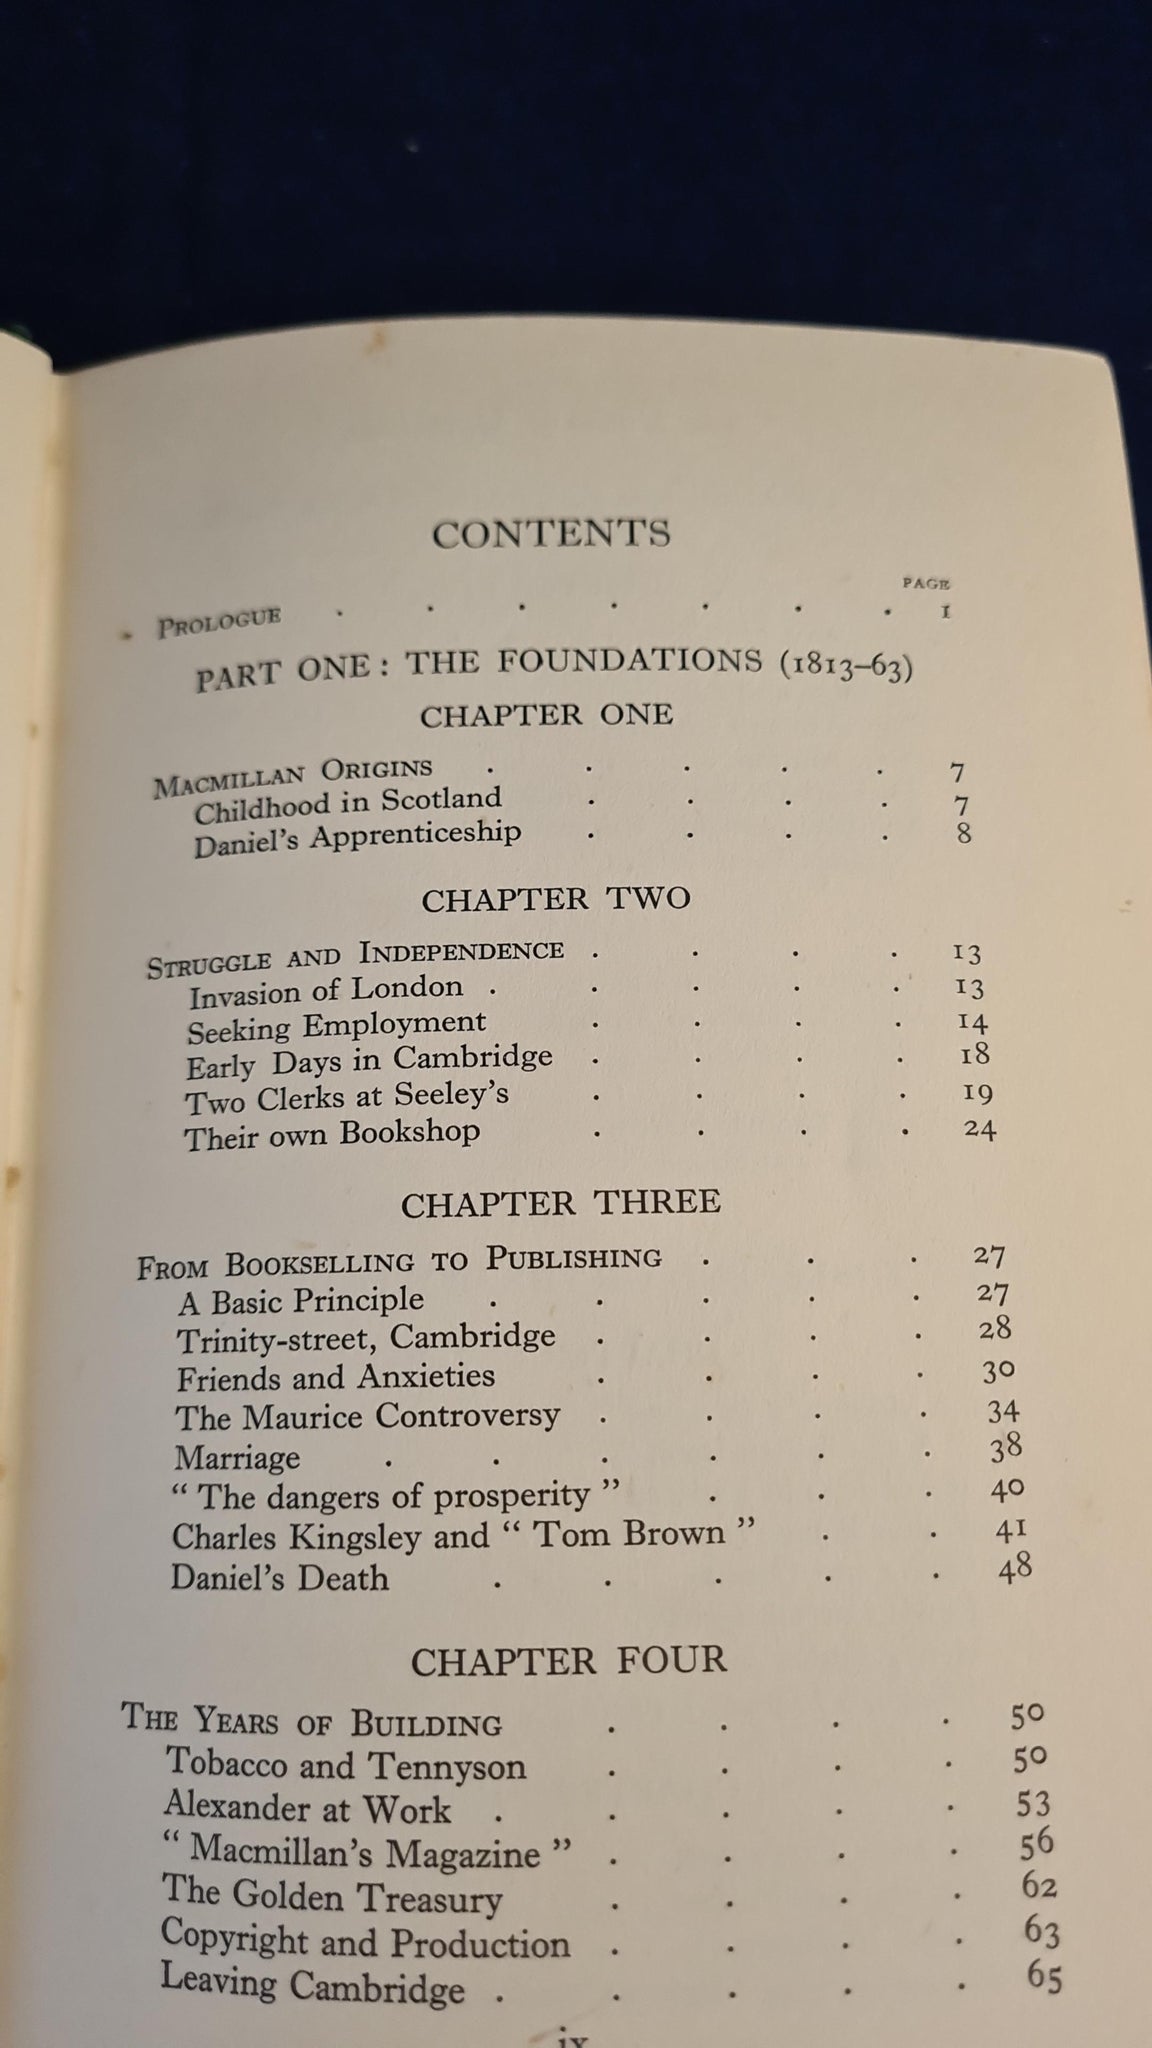 CONTENTS
PAGE
PROLOGUE . . . . . . . 1
PART ONE: THE FOUNDATIONS (1813–63)
CHAPTER ONE
MACMILLAN ORIGINS . . . . . 7
Childhood in Scotland . . . . 7
Daniel's Apprenticeship . . . . 8
CHAPTER TWO
STRUGGLE AND INDEPENDENCE . . . . 13
Invasion of London . . . . . 13
Seeking Employment . . . . 14
Early Days in Cambridge . . . . 18
Two Clerks at Seeley's . . . . 19
Their own Bookshop . . . . 24
CHAPTER THREE
FROM BOOKSELLING TO PUBLISHING . . . 27
A Basic Principle . . . . . 27
Trinity-street, Cambridge . . . . 28
Friends and Anxieties . . . . 30
The Maurice Controversy . . . . 34
Marriage . . . . . . 38
“ The dangers of prosperity ” . . . 40
Charles Kingsley and “ Tom Brown ” . . 41
Daniel's Death . . . . . 48
CHAPTER FOUR
THE YEARS OF BUILDING . . . . 50
Tobacco and Tennyson . . . . 50
Alexander at Work . . . . . 53
“ Macmillan's Magazine ” . . . . 56
The Golden Treasury . . . . 62
Copyright and Production . . . . 63
Leaving Cambridge . . . . . 65
ix